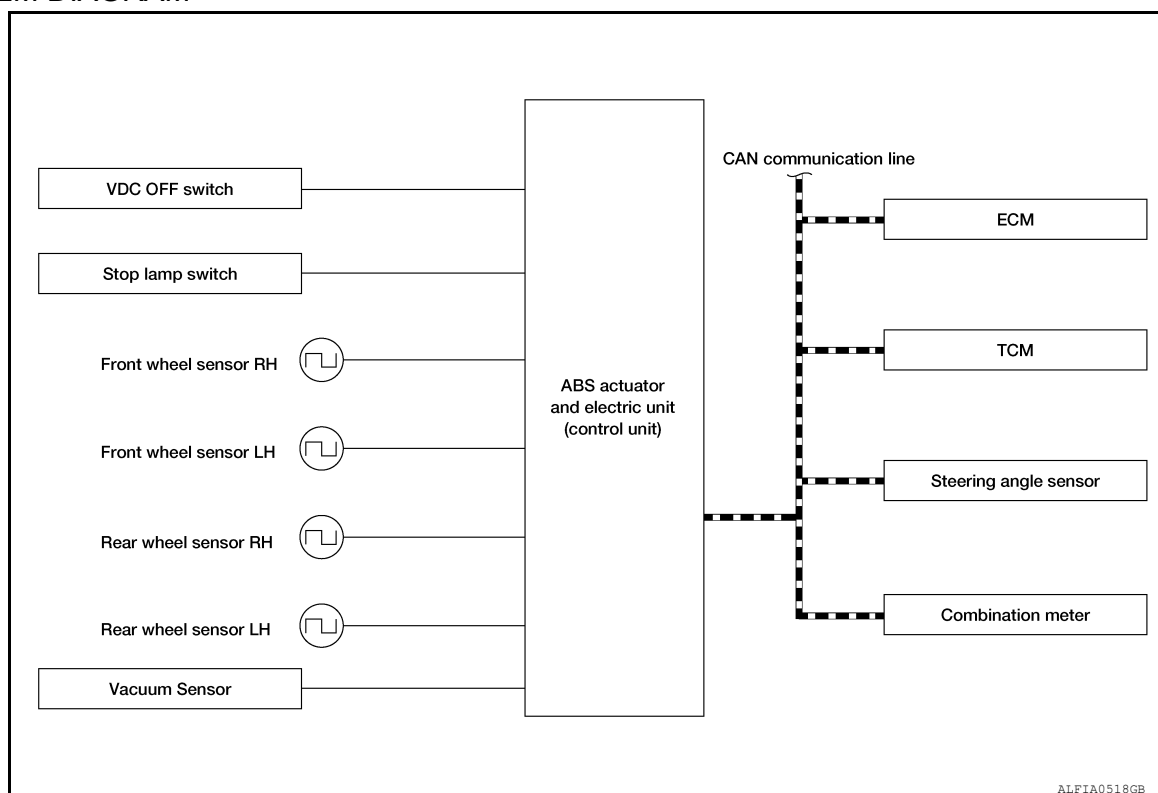 VDC OFF switch
Stop lamp switch
Front wheel sensor RH
Front wheel sensor LH
Rear wheel sensor RH
Rear wheel sensor LH
Vacuum Sensor
ABS actuator
and electric unit
(control unit)
CAN communication line
ECM
TCM
Steering angle sensor
Combination meter
ALFIA0518GB